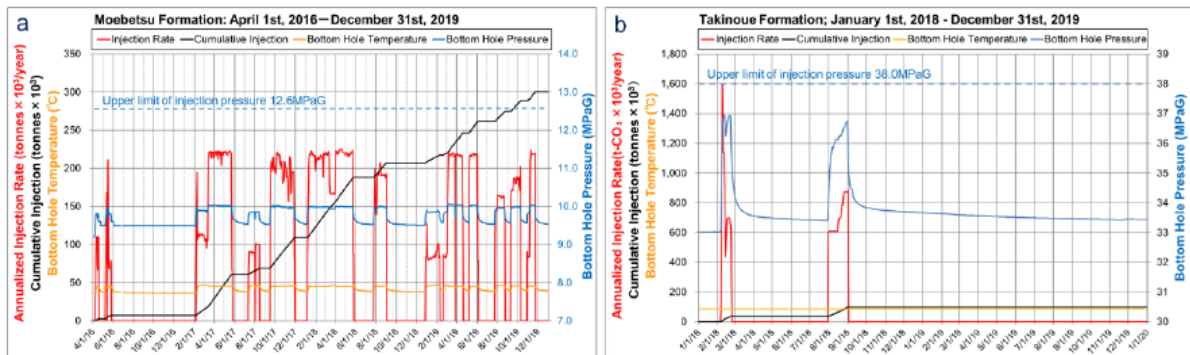 a
Moebetsu Formation: April 1st, 2016－December 31st, 2019
Injection Rate Cumulative Injection Bottom Hole Temperature Bottom Hole Pressure
Annualized Injection Rate (tonnes × 10³/year)
Cumulative Injection (tonnes × 10³)
Bottom Hole Temperature (℃)
350
300
250
200
150
100
50
0
Upper limit of injection pressure 12.6MPaG
14.0
13.0
12.0
11.0
10.0
9.0
8.0
7.0
Bottom Hole Pressure (MPaG)
4/1/16 6/1/16 8/1/16 10/1/16 12/1/16 2/1/17 4/1/17 6/1/17 8/1/17 10/1/17 12/1/17 2/1/18 4/1/18 6/1/18 8/1/18 10/1/18 12/1/18 2/1/19 4/1/19 6/1/19 8/1/19 10/1/19 12/1/19
b
Takinoue Formation; January 1st, 2018 - December 31st, 2019
Injection Rate Cumulative Injection Bottom Hole Temperature Bottom Hole Pressure
Annualized Injection Rate(t-CO₂ × 10³/year)
Cumulative Injection (tonnes × 10³)
Bottom Hole Temperature (℃)
1,800
1,600
1,400
1,200
1,000
800
600
400
200
0
Upper limit of injection pressure 38.0MPaG
39
38
37
36
35
34
33
32
31
30
Bottom Hole Pressure (MPaG)
1/1/18 2/1/18 3/1/18 4/1/18 5/1/18 6/1/18 7/1/18 8/1/18 9/1/18 10/1/18 11/1/18 12/1/18 1/1/19 2/1/19 3/1/19 4/1/19 5/1/19 6/1/19 7/1/19 8/1/19 9/1/19 10/1/19 11/1/19 12/1/19 1/1/20